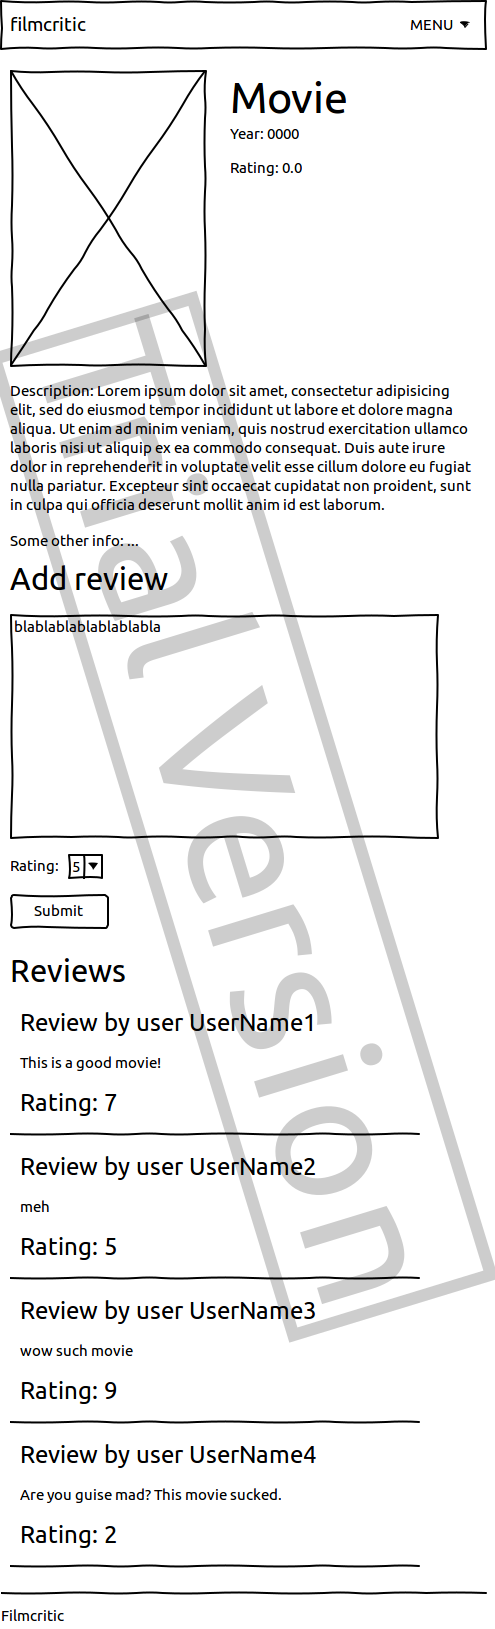 filmcritic
MENU
Movie
Year: 0000
Rating: 0.0
Description: Lorem ipsum dolor sit amet, consectetur adipisicing
elit, sed do eiusmod tempor incididunt ut labore et dolore magna
aliqua. Ut enim ad minim veniam, quis nostrud exercitation ullamco
laboris nisi ut aliquip ex ea commodo consequat. Duis aute irure
dolor in reprehenderit in voluptate velit esse cillum dolore eu fugiat
nulla pariatur. Excepteur sint occaecat cupidatat non proident, sunt
in culpa qui officia deserunt mollit anim id est laborum.
Some other info: ...
Add review
blablablablablablabla
Rating: 5
Submit
Reviews
Review by user UserName1
This is a good movie!
Rating: 7
Review by user UserName2
meh
Rating: 5
Review by user UserName3
wow such movie
Rating: 9
Review by user UserName4
Are you guise mad? This movie sucked.
Rating: 2
Filmcritic
Trial Version